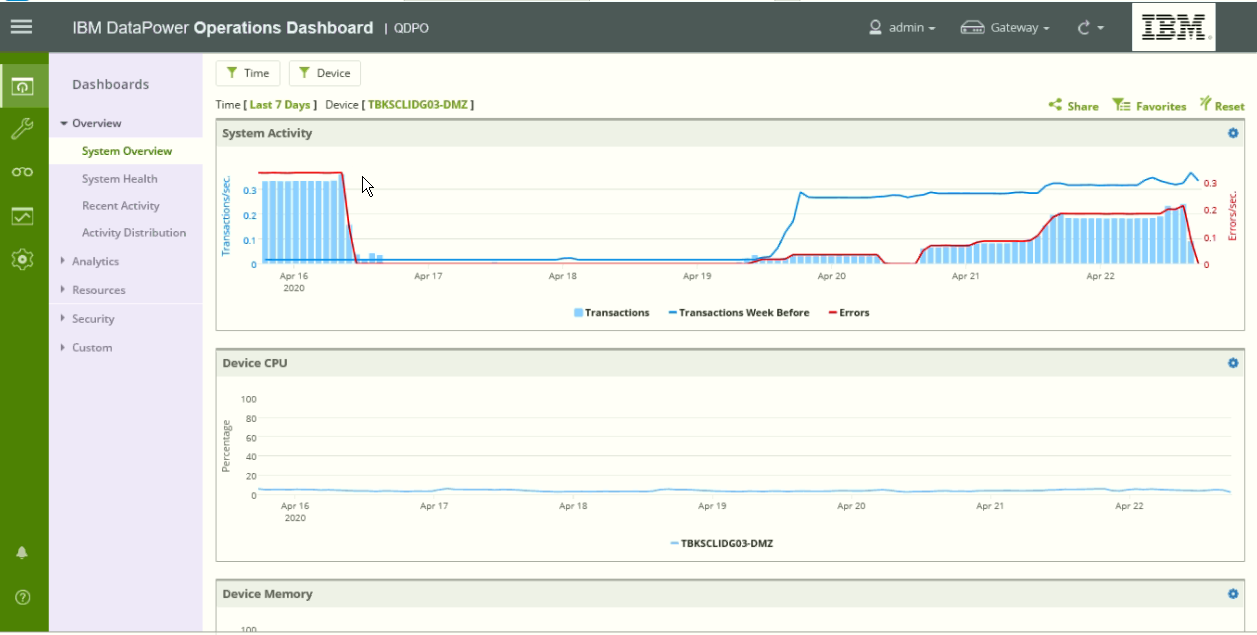 IBM DataPower Operations Dashboard | QDPO
admin
Gateway
IBM
Dashboards
Overview
System Overview
System Health
Recent Activity
Activity Distribution
Analytics
Resources
Security
Custom
Time
Device
Time [ Last 7 Days ] Device [ TBKSCLIDG03-DMZ ]
Share Favorites Reset
System Activity
Transactions/sec.
0.3
0.2
0.1
0
Errors/sec.
0.3
0.2
0.1
0
Apr 16 Apr 17 Apr 18 Apr 19 Apr 20 Apr 21 Apr 22
2020
Transactions Transactions Week Before Errors
Device CPU
Percentage
100
80
60
40
20
0
Apr 16 Apr 17 Apr 18 Apr 19 Apr 20 Apr 21 Apr 22
2020
TBKSCLIDG03-DMZ
Device Memory
100